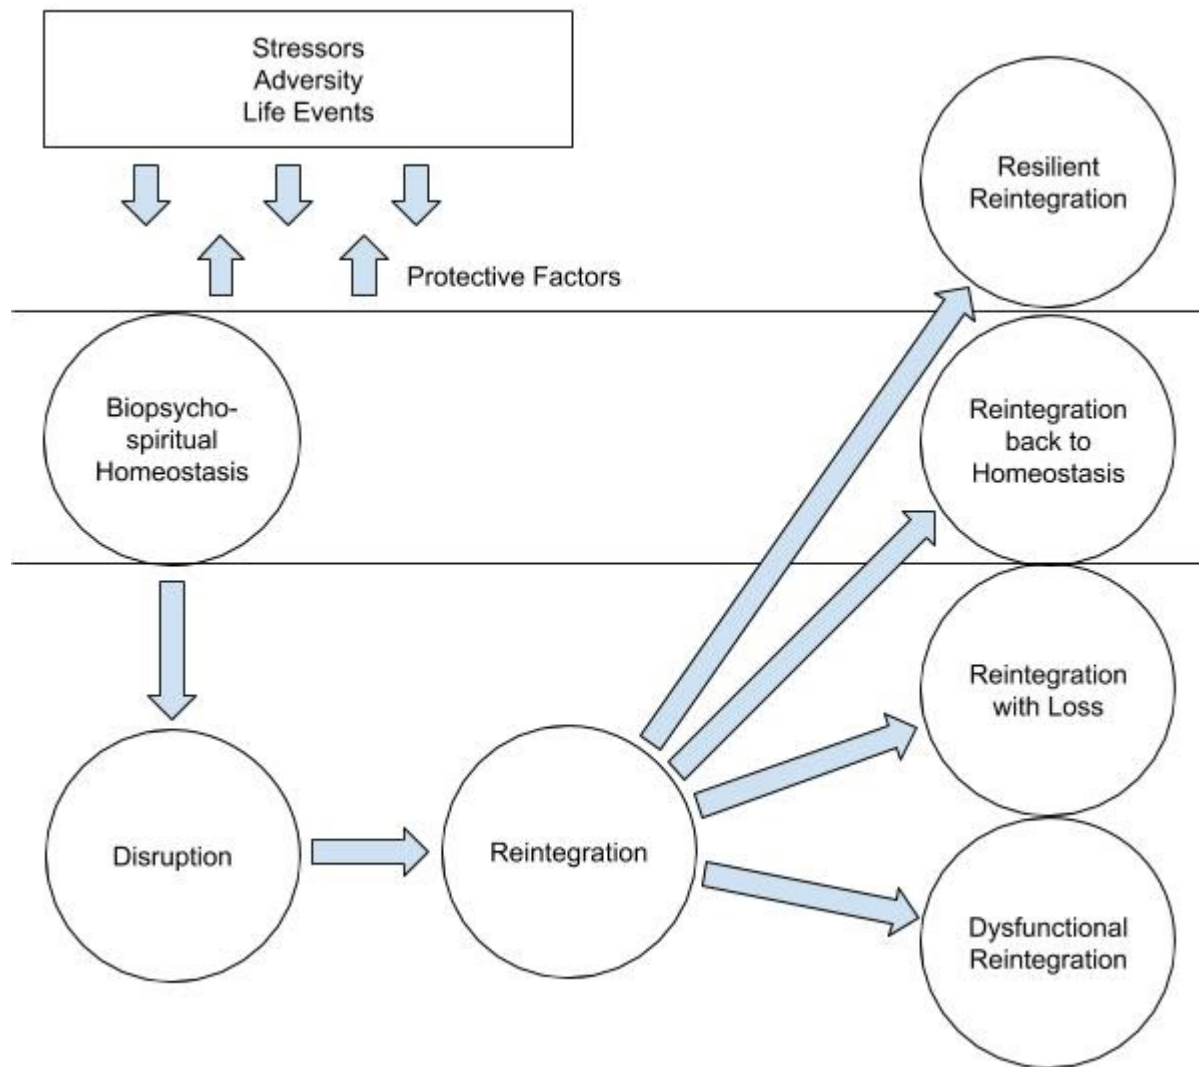 Stressors
Adversity
Life Events
Protective Factors
Resilient
Reintegration
Biopsycho-
spiritual
Homeostasis
Reintegration
back to
Homeostasis
Reintegration
with Loss
Disruption
Reintegration
Dysfunctional
Reintegration